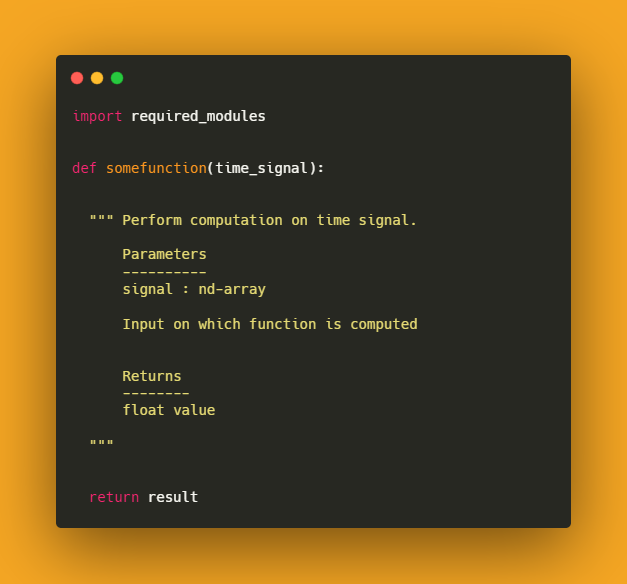 import required_modules
def somefunction(time_signal):
""" Perform computation on time signal.
Parameters
----------
signal : nd-array
Input on which function is computed
Returns
--------
float value
"""
return result